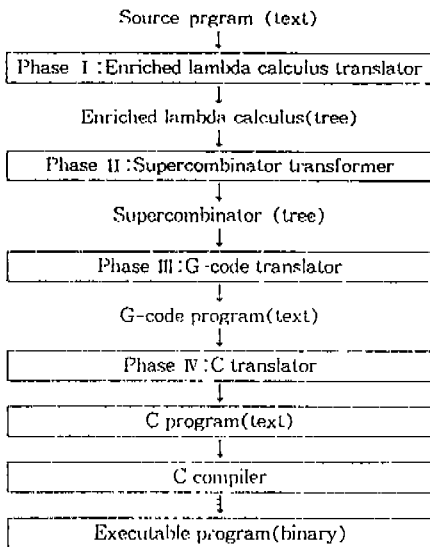 Source prgram (text)
Phase I :Enriched lambda calculus translator
Enriched lambda calculus(tree)
Phase II :Supercombinator transformer
Supercombinator (tree)
Phase III :G-code translator
G-code program(text)
Phase IV :C translator
C program(text)
C compiler
Executable program(binary)